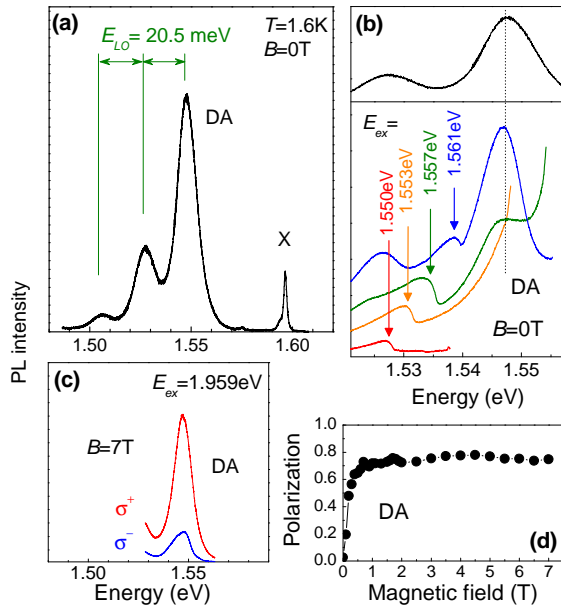 (a)
E_LO = 20.5 meV
T=1.6K
B=0T
DA
X
1.50
1.55
1.60
PL intensity
(b)
E_ex=
1.550eV
1.553eV
1.557eV
1.561eV
DA
B=0T
1.53
1.54
1.55
Energy (eV)
(c)
E_ex=1.959eV
B=7T
DA
σ+
σ−
1.50
1.55
Energy (eV)
1.0
0.8
0.6
0.4
0.2
0.0
Polarization
DA
(d)
0
1
2
3
4
5
6
7
Magnetic field (T)